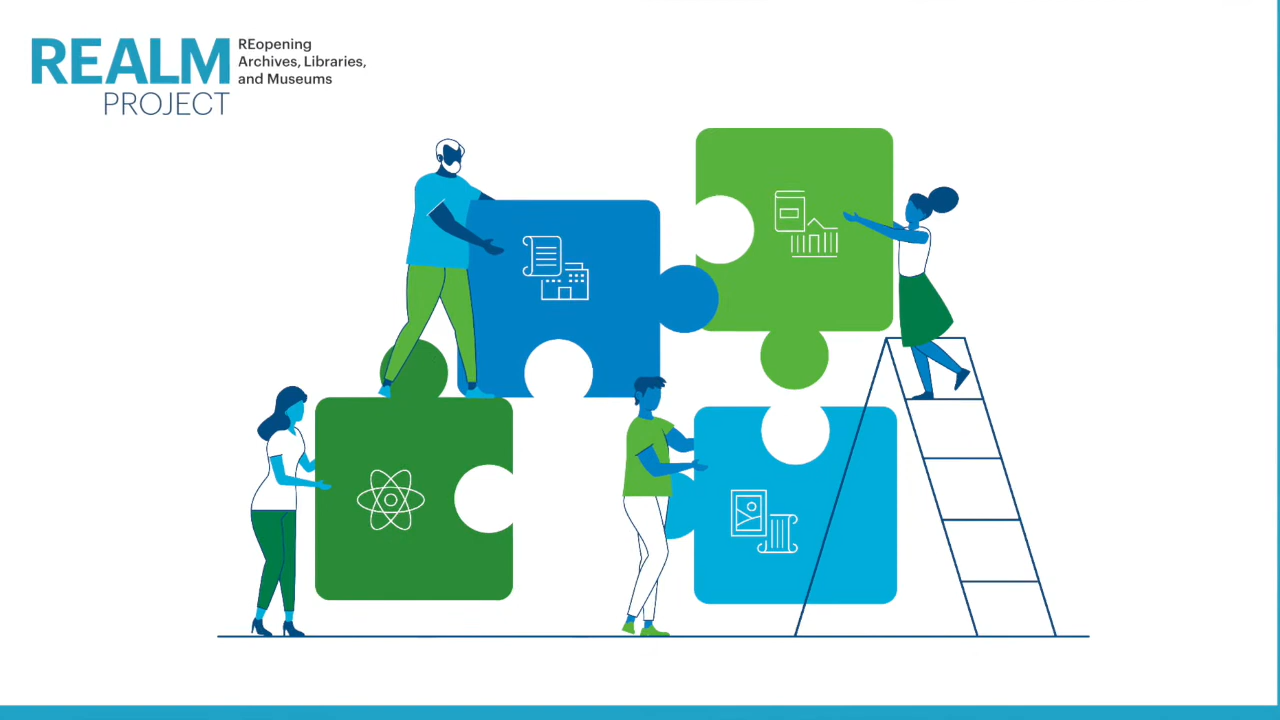 REALM
PROJECT
REopening
Archives, Libraries,
and Museums